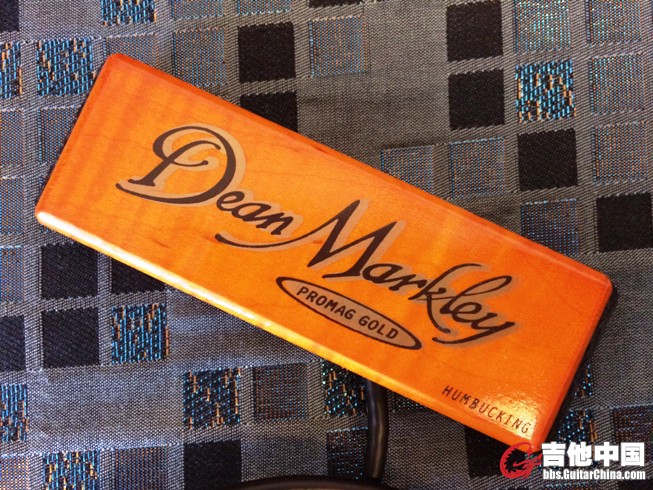 Dean Markley
PROMAG GOLD
HUMBUCKING
吉他中国
bbs.GuitarChina.com